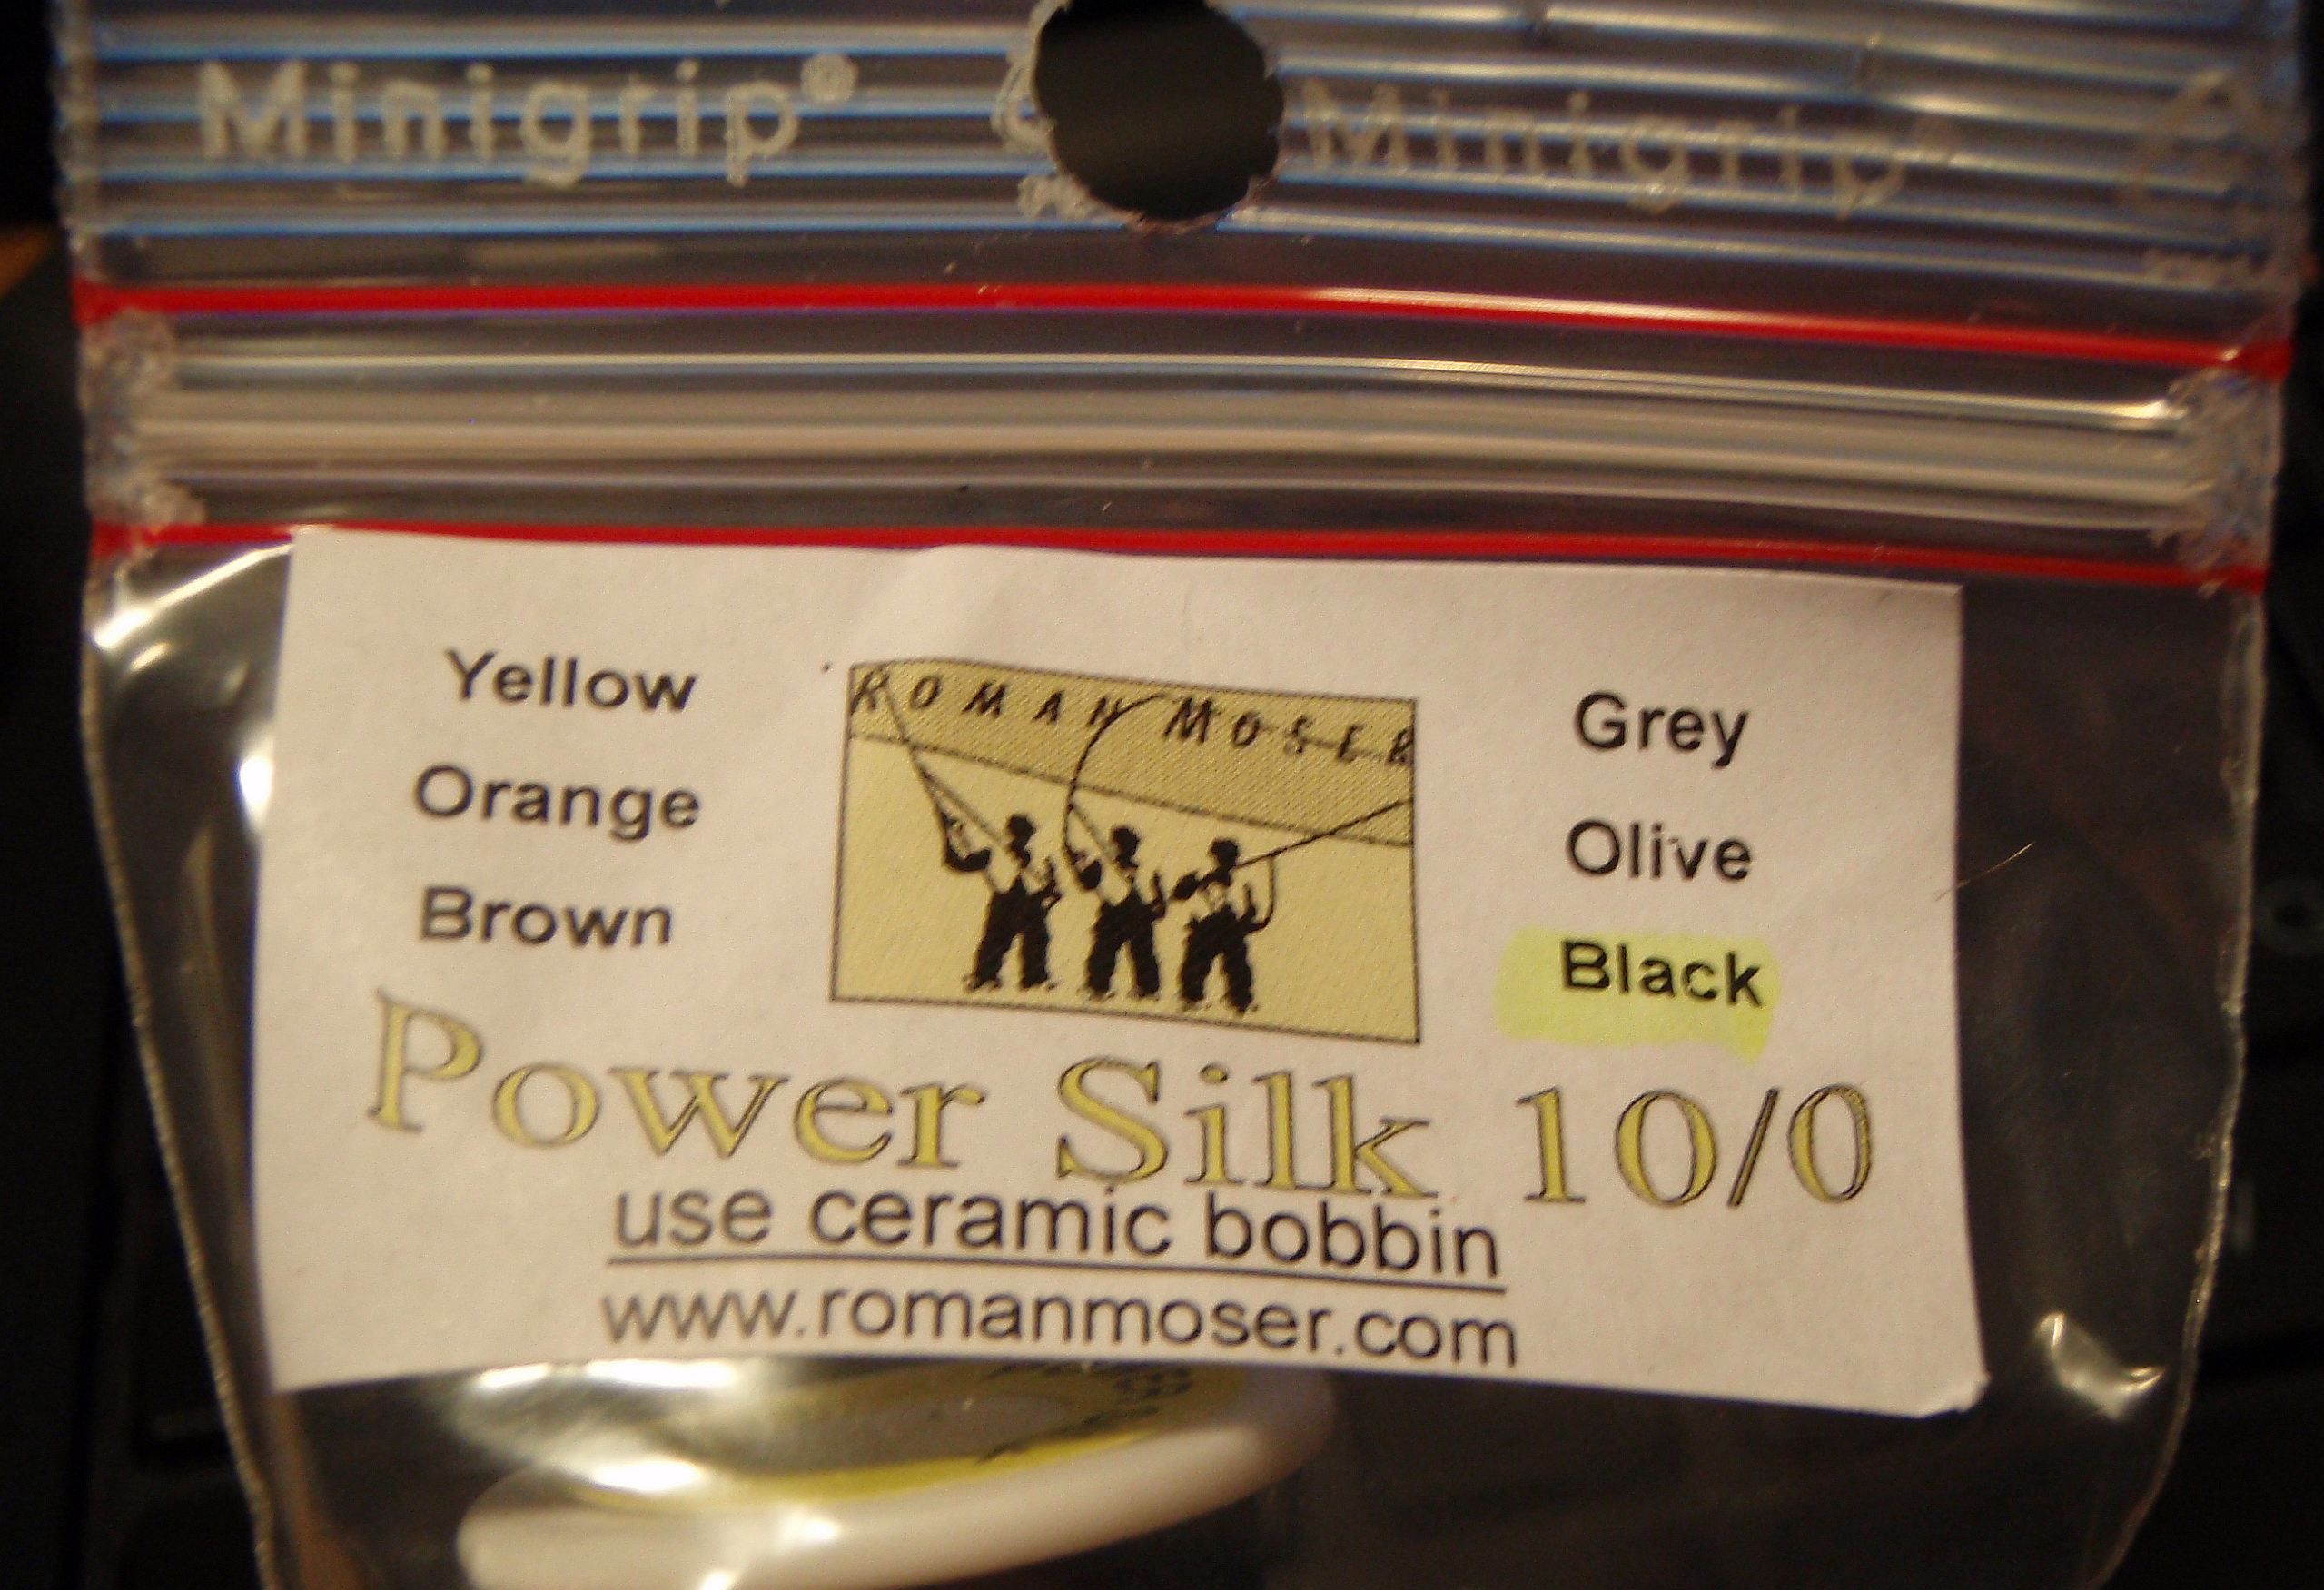 Minigrip® Minigrip®
Yellow
Orange
Brown
ROMAN MOSER
Grey
Olive
Black
Power Silk 10/0
use ceramic bobbin
www.romanmoser.com